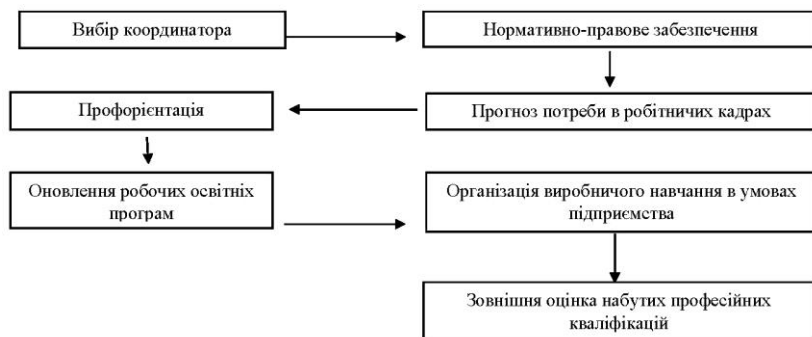 Вибір координатора
Нормативно-правове забезпечення
Профорієнтація
Прогноз потреби в робітничих кадрах
Оновлення робочих освітніх
програм
Організація виробничого навчання в умовах
підприємства
Зовнішня оцінка набутих професійних
кваліфікацій